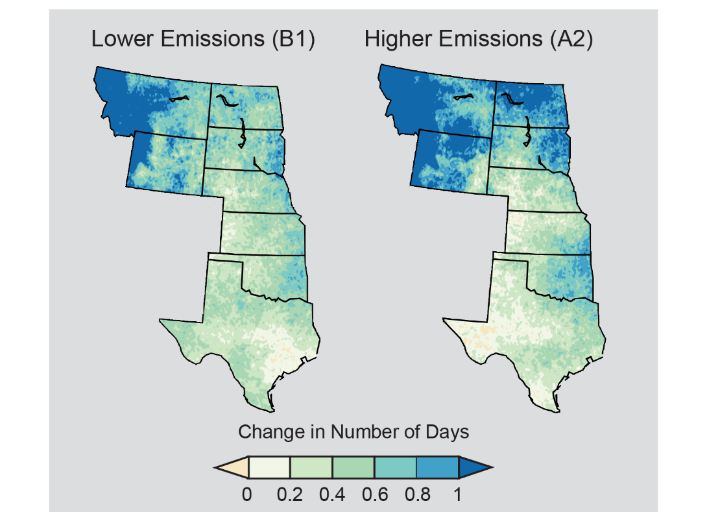 Lower Emissions (B1) Higher Emissions (A2)
Change in Number of Days
0 0.2 0.4 0.6 0.8 1